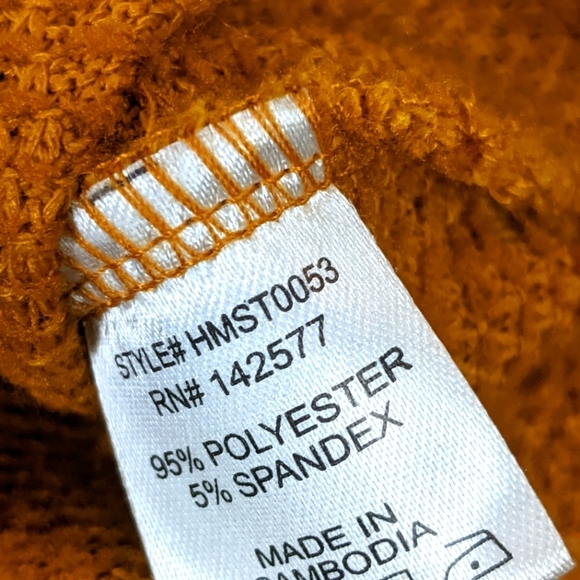 STYLE# HMST0053
RN# 142577
95% POLYESTER
5% SPANDEX
MADE IN
CAMBODIA